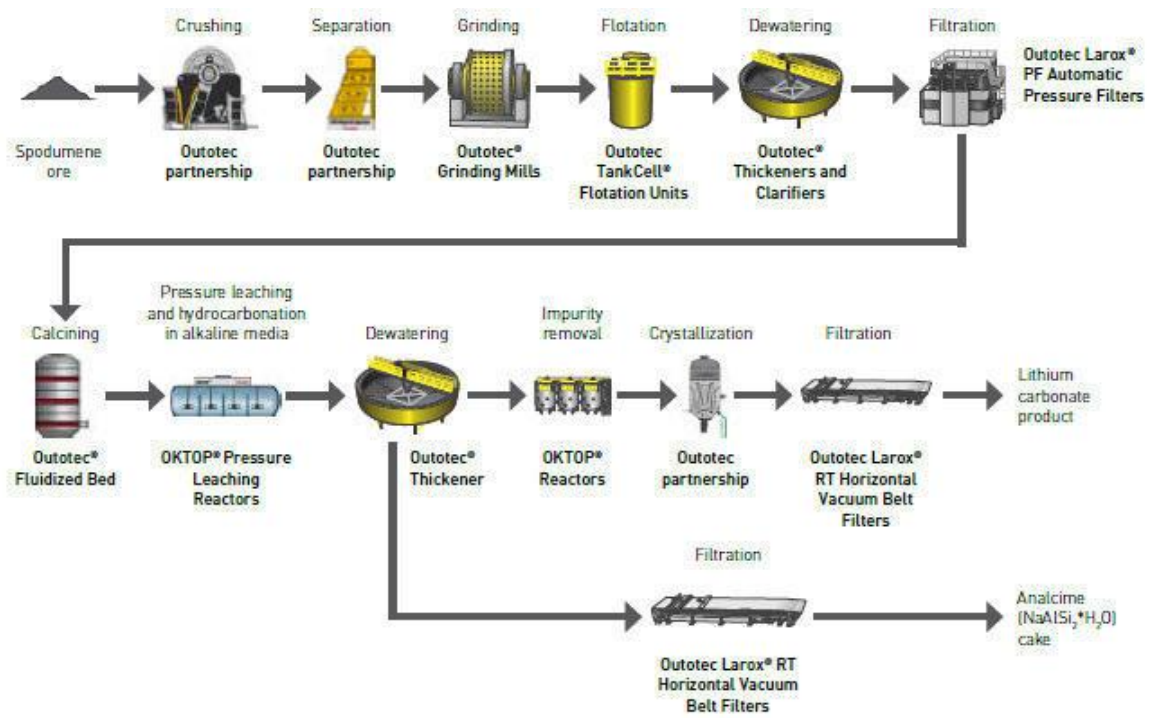 Crushing
Separation
Grinding
Flotation
Dewatering
Filtration
Outotec Larox®
PF Automatic
Pressure Filters
Spodumene
ore
Outotec
partnership
Outotec
partnership
Outotec®
Grinding Mills
Outotec
TankCell®
Flotation Units
Outotec®
Thickeners and
Clarifiers
Calcining
Pressure leaching
and hydrocarbonation
in alkaline media
Dewatering
Impurity
removal
Crystallization
Filtration
Lithium
carbonate
product
Outotec®
Fluidized Bed
OKTOP® Pressure
Leaching
Reactors
Outotec®
Thickener
OKTOP®
Reactors
Outotec
partnership
Outotec Larox®
RT Horizontal
Vacuum Belt
Filters
Filtration
Analcime
(NaAlSi₂*H₂O)
cake
Outotec Larox® RT
Horizontal Vacuum
Belt Filters